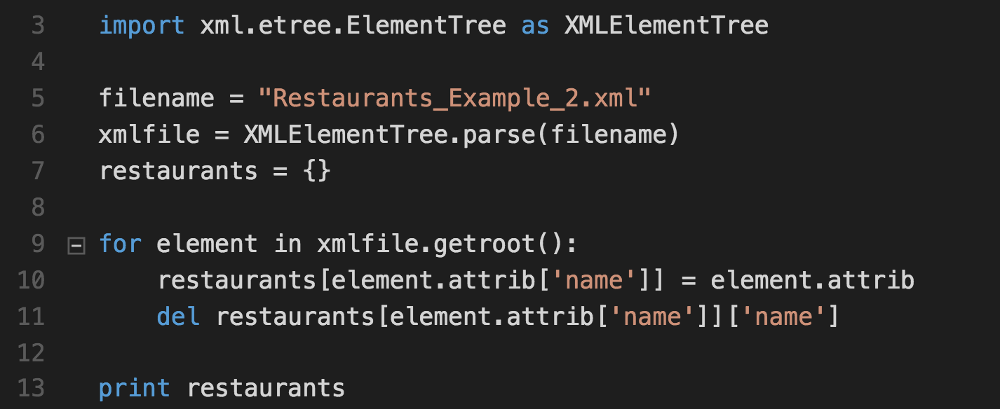 3 import xml.etree.ElementTree as XMLElementTree
4
5 filename = "Restaurants_Example_2.xml"
6 xmlfile = XMLElementTree.parse(filename)
7 restaurants = {}
8
9 for element in xmlfile.getroot():
10     restaurants[element.attrib['name']] = element.attrib
11     del restaurants[element.attrib['name']]['name']
12
13 print restaurants